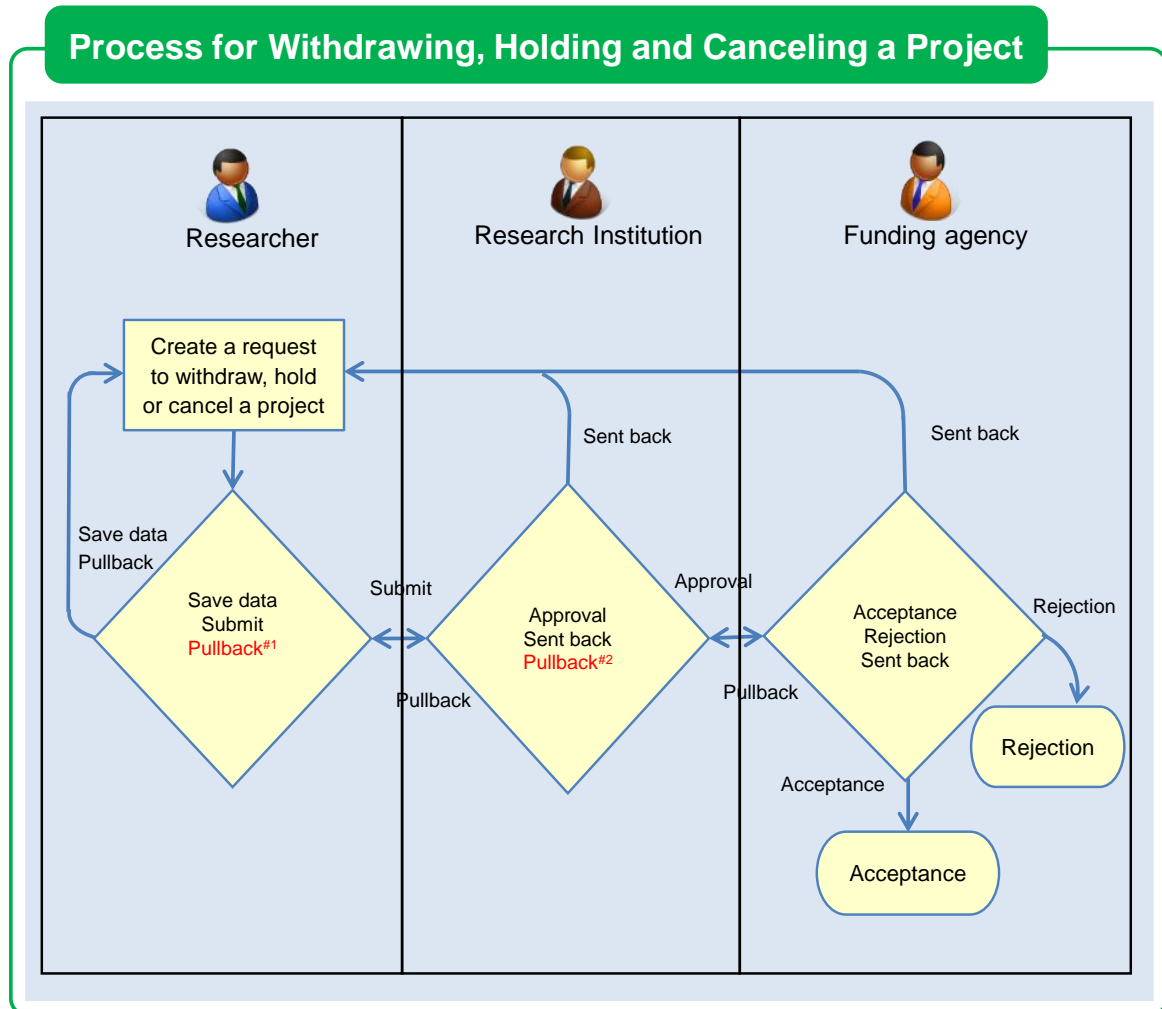 Process for Withdrawing, Holding and Canceling a Project
Researcher
Research Institution
Funding agency
Create a request
to withdraw, hold
or cancel a project
Sent back
Sent back
Save data
Pullback
Save data
Submit
Pullback#1
Submit
Pullback
Approval
Sent back
Pullback#2
Approval
Pullback
Acceptance
Rejection
Sent back
Rejection
Rejection
Acceptance
Acceptance